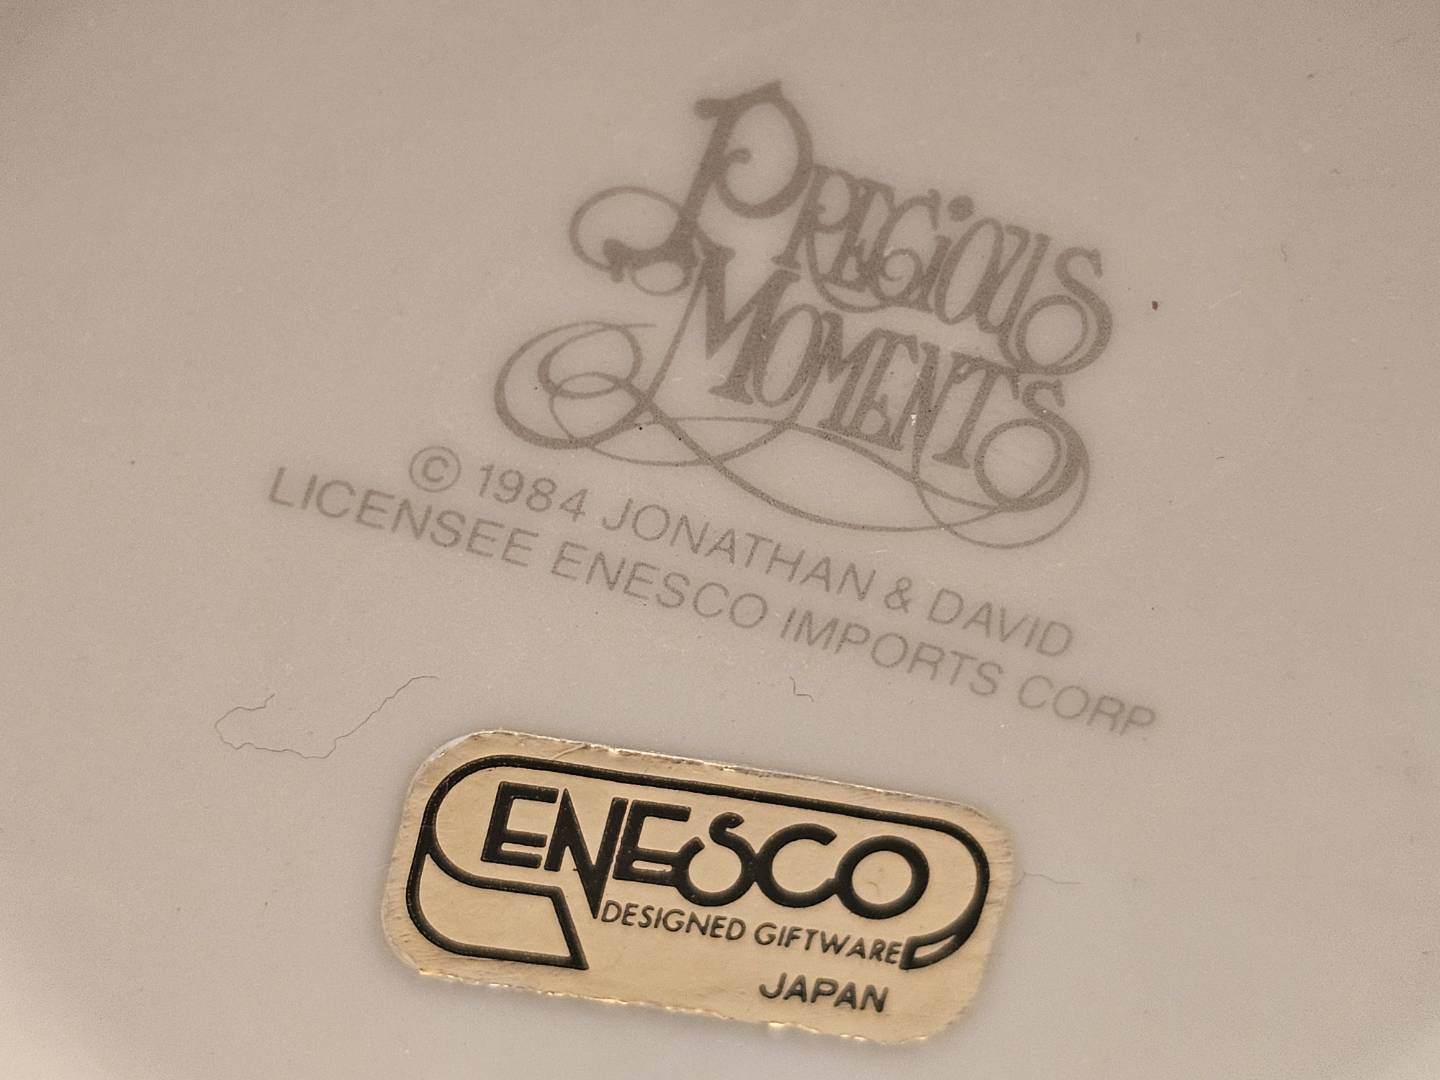 PRECiOUS
MOMENTS
© 1984 JONATHAN & DAVID
LICENSEE ENESCO IMPORTS CORP
ENESCO
DESIGNED GIFTWARE
JAPAN